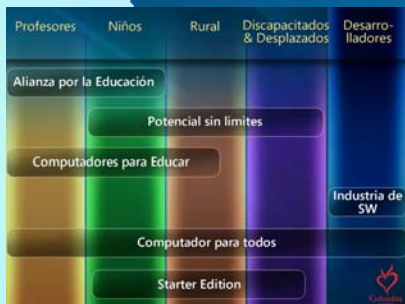 Profesores Niños Rural Discapacitados
& Desplazados Desarro-
lladores
Alianza por la Educación
Potencial sin limites
Computadores para Educar
Industria de
SW
Computador para todos
Starter Edition
Colombia